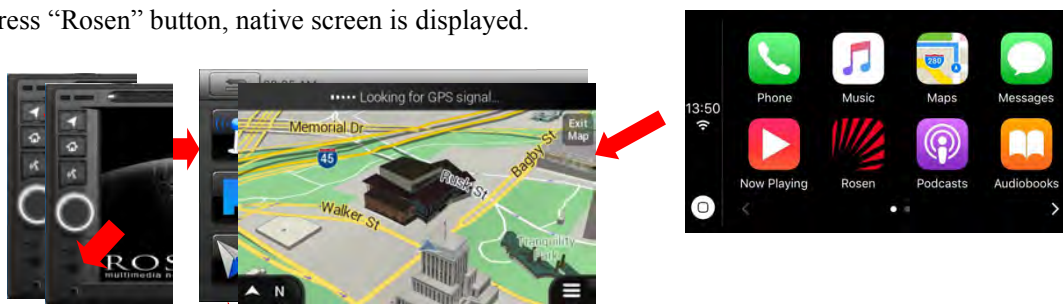 ress “Rosen” button, native screen is displayed.
ROS
multimedia n
Looking for GPS signal...
Memorial Dr
Exit
Map
45
Bagby St
Rusk St
Walker St
Tranquility
Park
N
280
Phone
Music
Maps
Messages
13:50
Now Playing
Rosen
Podcasts
Audiobooks